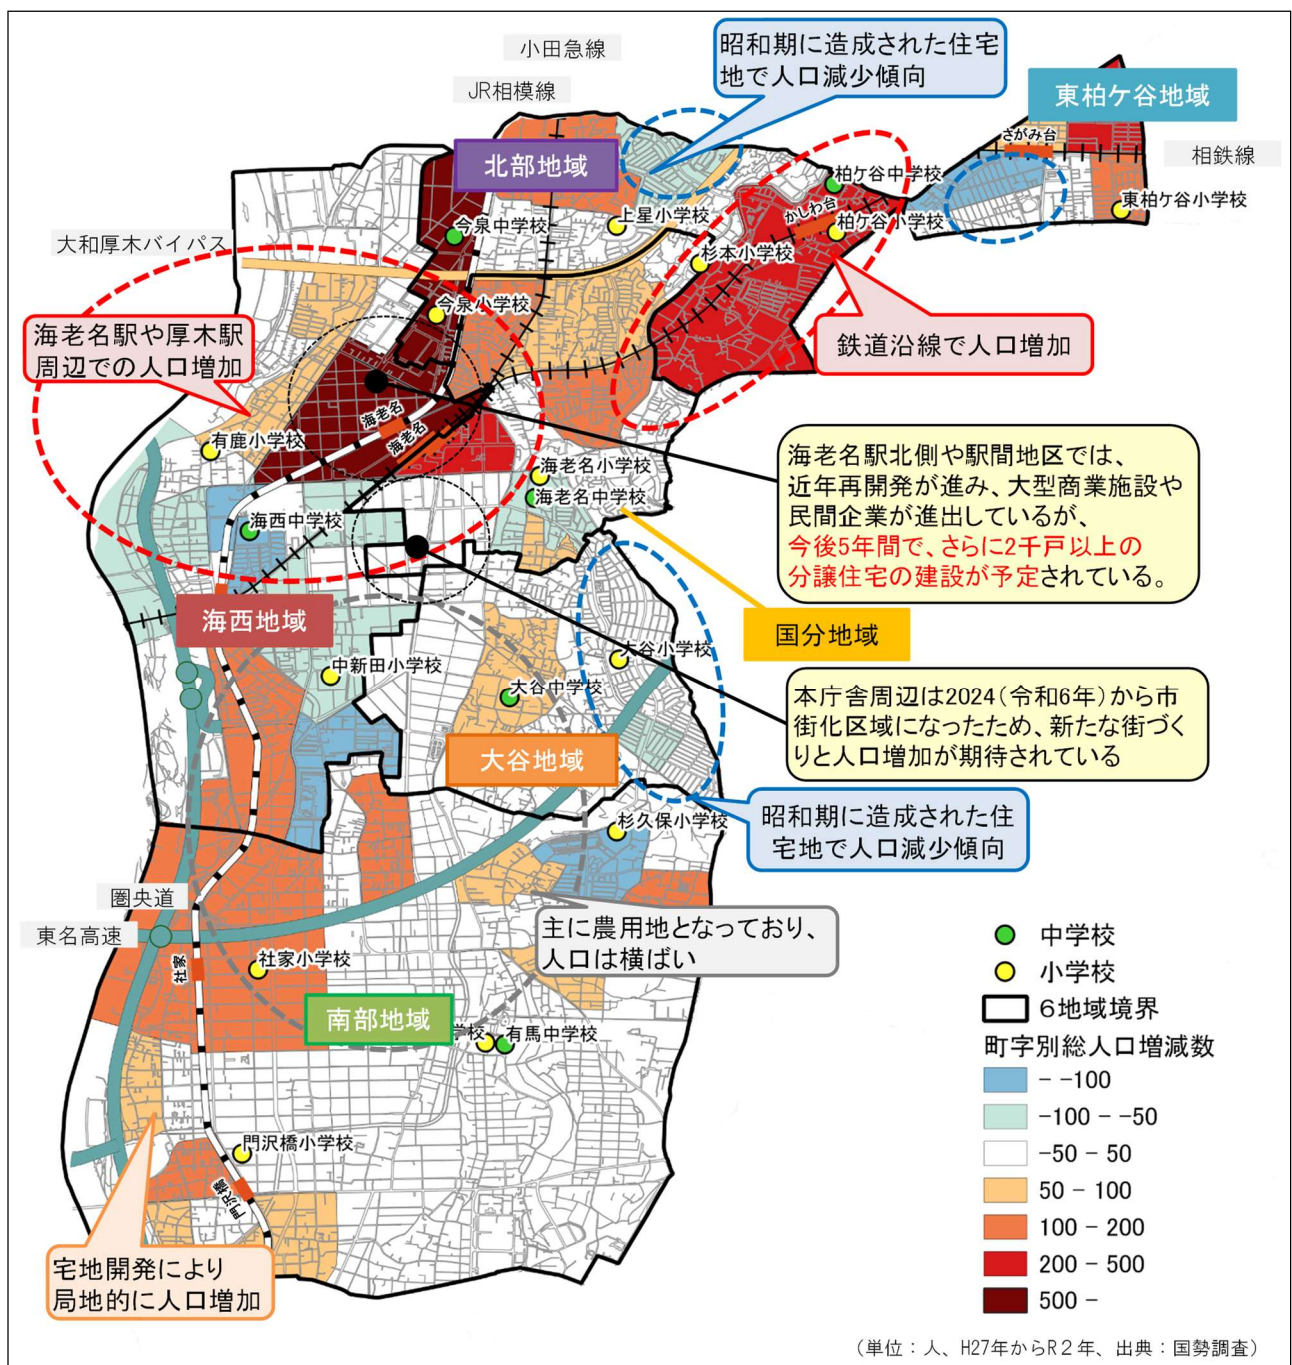 小田急線
JR相模線
昭和期に造成された住宅
地で人口減少傾向
東柏ケ谷地域
さがみ台
相鉄線
北部地域
柏ケ谷中学校
東柏ケ谷小学校
かしわ台
柏ケ谷小学校
今泉中学校
上星小学校
杉本小学校
大和厚木バイパス
今泉小学校
海老名駅や厚木駅
周辺での人口増加
鉄道沿線で人口増加
海老名
海老名
有鹿小学校
海老名小学校
海老名中学校
海西中学校
海老名駅北側や駅間地区では、
近年再開発が進み、大型商業施設や
民間企業が進出しているが、
今後5年間で、さらに2千戸以上の
分譲住宅の建設が予定されている。
海西地域
国分地域
中新田小学校
大谷小学校
大谷中学校
本庁舎周辺は2024（令和6年）から市
街化区域になったため、新たな街づく
りと人口増加が期待されている
大谷地域
杉久保小学校
昭和期に造成された住
宅地で人口減少傾向
圏央道
東名高速
主に農用地となっており、
人口は横ばい
社家
社家小学校
南部地域
学校
有馬中学校
門沢橋小学校
門沢橋
宅地開発により
局地的に人口増加
中学校
小学校
６地域境界
町字別総人口増減数
- -100
-100 - -50
-50 - 50
50 - 100
100 - 200
200 - 500
500 -
（単位：人、H27年からR２年、出典：国勢調査）